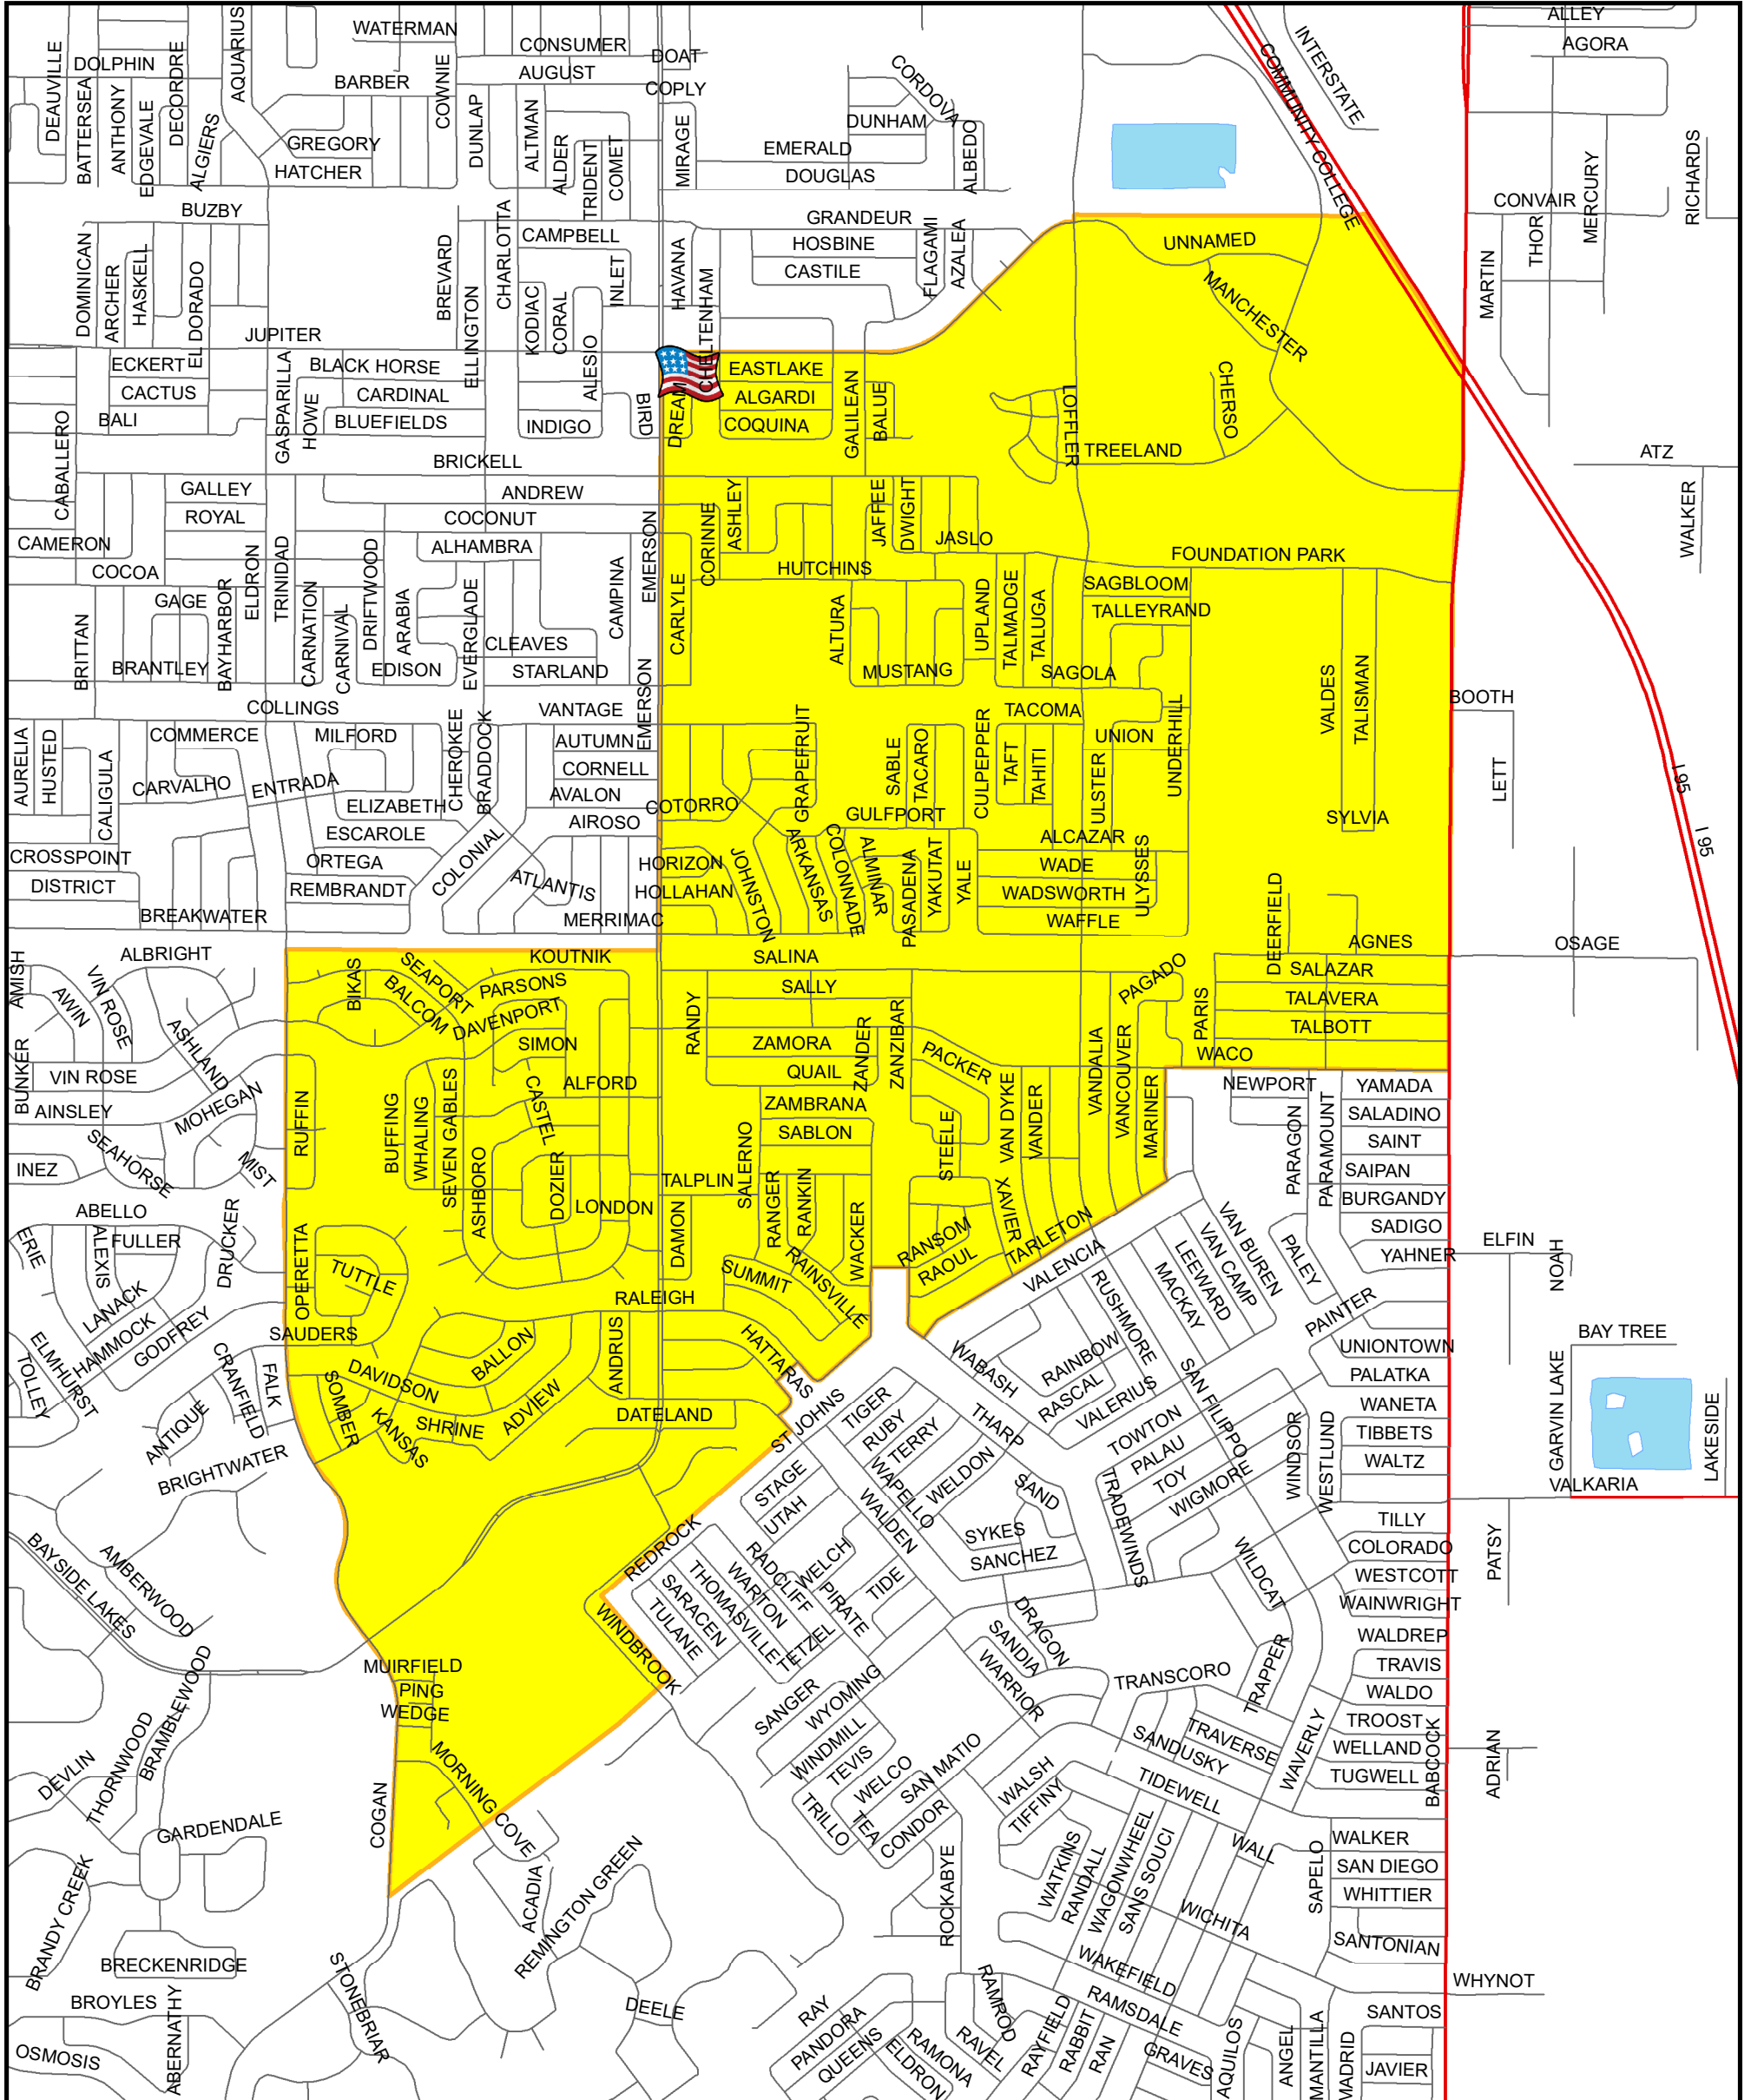 WATERMAN
AQUARIUS
CONSUMER
DOAT
ALLEY
AGORA
INTERSTATE
COMMUNITY COLLEGE
DEAUVILLE
DOLPHIN
DECORDRE
BARBER
COWNIE
AUGUST
COPLY
CORDOVA
BATTERSEA
ANTHONY
EDGEVALE
ALGIERS
GREGORY
HATCHER
DUNLAP
ALTMAN
ALDER
TRIDENT
COMET
MIRAGE
DUNHAM
EMERALD
DOUGLAS
ALBEDO
MERCURY
RICHARDS
CONVAIR
THOR
MARTIN
BUZBY
CHARLOTTA
CAMPBELL
GRANDEUR
HOSBINE
CASTILE
FLAGAMI
AZALEA
UNNAMED
MANCHESTER
DOMINICAN
ARCHER
HASKELL
EL DORADO
BREVARD
ELLINGTON
KODIAC
CORAL
INLET
ALESIO
HAVANA
CHELTENHAM
JUPITER
ECKERT
CACTUS
BALI
GASPARILLA
HOWE
BLACK HORSE
CARDINAL
BLUEFIELDS
INDIGO
BIRD
DREAM
EASTLAKE
ALGARDI
COQUINA
GALILEAN
BALUE
LOFFLER
CHERSO
TREELAND
ATZ
WALKER
CABALLERO
BRICKELL
GALLEY
ROYAL
ANDREW
COCONUT
CAMERON
COCOA
ALHAMBRA
EMERSON
CORINNE
ASHLEY
JAFFEE
DWIGHT
JASLO
HUTCHINS
FOUNDATION PARK
GAGE
BRITTAN
BRANTLEY
BAYHARBOR
ELDRON
TRINIDAD
CARNATION
CARNIVAL
DRIFTWOOD
ARABIA
EDISON
EVERGLADE
CLEAVES
STARLAND
CAMPINA
EMERSON
CARLYLE
ALTURA
MUSTANG
UPLAND
TALMADGE
TALUGA
SAGBLOOM
TALLEYRAND
SAGOLA
VALDES
TALISMAN
BOOTH
LETT
COLLINGS
VANTAGE
AURELIA
HUSTED
CALIGULA
COMMERCE
CARVALHO
ENTRADA
MILFORD
ELIZABETH
CHEROKEE
BRADDOCK
AUTUMN
CORNELL
AVALON
AIROSO
COTORRO
GRAPEFRUIT
SABLE
TACARO
CULPEPPER
TACOMA
TAFT
TAHITI
UNION
ULSTER
UNDERHILL
GULFPORT
ALCAZAR
SYLVIA
I 95
I 95
CROSSPOINT
DISTRICT
BREAKWATER
ESCAROLE
ORTEGA
REMBRANDT
COLONIAL
ATLANTIS
MERRIMAC
HORIZON
HOLLAHAN
JOHNSTON
ARKANSAS
COLONNADE
ALMINAR
PASADENA
YAKUTAT
YALE
WADE
WADSWORTH
WAFFLE
ULYSSES
DEERFIELD
AGNES
OSAGE
AMISH
AWIN
VIN ROSE
ALBRIGHT
ASHLAND
BIKAS
SEAPORT
BALCOM
PARSONS
DAVENPORT
KOUTNIK
SALINA
SALLY
PAGADO
SALAZAR
TALAVERA
TALBOTT
PARIS
WACO
BUNKER
VIN ROSE
AINSLEY
MOHEGAN
SEAHORSE
MIST
INEZ
RUFFIN
BUFFING
WHALING
SEVEN GABLES
ASHBORO
SIMON
CASTEL
ALFORD
DOZIER
LONDON
RANDY
ZAMORA
QUAIL
ZANDER
ZANZIBAR
PACKER
ZAMBRANA
SABLON
SALERNO
TALPLIN
DAMON
RANGER
RANKIN
WACKER
STEELE
VAN DYKE
VANDER
XAVIER
VANDALIA
VANCOUVER
MARINER
NEWPORT
PARAGON
PARAMOUNT
YAMADA
SALADINO
SAINT
SAIPAN
BURGANDY
SADIGO
YAHNER
ELFIN
NOAH
ABELLO
ERIE
ALEXIS
FULLER
DRUCKER
LANACK
HAMMOCK
GODFREY
ELMHURST
TOLLEY
OPERETTA
TUTTLE
SAUDERS
RALEIGH
SUMMIT
RAINSVILLE
RANSOM
RAOUL
TARLETON
VALENCIA
RUSHMORE
MACKAY
LEEWARD
VAN CAMP
VAN BUREN
PALEY
PAINTER
UNIONTOWN
PALATKA
WANETA
TIBBETS
WALTZ
BAY TREE
GARVIN LAKE
LAKESIDE
VALKARIA
CRANFIELD
FALK
ANTIQUE
BRIGHTWATER
SOMBER
DAVIDSON
KANSAS
SHRINE
BALLON
ADVIEW
ANDRUS
DATELAND
HATTARAS
ST JOHNS
TIGER
RUBY
TERRY
WABASH
RAINBOW
RASCAL
VALERIUS
SAN FILIPPO
THARP
TOWTON
PALAU
TOY
WIGMORE
WINDSOR
WESTLUND
STAGE
UTAH
WAPELLO
WELDON
WALDEN
SAND
SYKES
SANCHEZ
TRADEWINDS
WILDCAT
TILLY
COLORADO
WESTCOTT
WAINWRIGHT
PATSY
BAYSIDE LAKES
AMBERWOOD
REDROCK
WINDBROOK
TULANE
SARACEN
THOMASVILLE
WARTON
RADCLIFF
WELCH
PIRATE
TETZEL
TIDE
DRAGON
SANDIA
WARRIOR
TRANSCORO
TRAPPER
WALDREP
TRAVIS
WALDO
TROOST
WELLAND
TUGWELL
BABCOCK
ADRIAN
MUIRFIELD
PING
WEDGE
MORNING COVE
COGAN
DEVLIN
THORNWOOD
BRAMBLEWOOD
GARDENDALE
SANGER
WYOMING
WINDMILL
TEVIS
WELCO
SAN MATIO
TRILLO
TEA
CONDOR
WALSH
TIFFINY
SANDUSKY
TRAVERSE
TIDEWELL
WAVERLY
WALL
SAPELO
WALKER
SAN DIEGO
WHITTIER
SANTONIAN
WHYNOT
BRANDY CREEK
BRECKENRIDGE
BROYLES
ABERNATHY
OSMOSIS
STONEBRIAR
ACADIA
REMINGTON GREEN
DEELE
ROCKABYE
WATKINS
RANDALL
WAGONWHEEL
SANS SOUCI
WICHITA
WAKEFIELD
RAMSDALE
RAY
PANDORA
QUEENS
ELDRON
RAMONA
RAVEL
RAMROD
RAYFIELD
RABBIT
RAN
GRAVES
AQUILOS
ANGEL
MANTILLA
MADRID
SANTOS
JAVIER